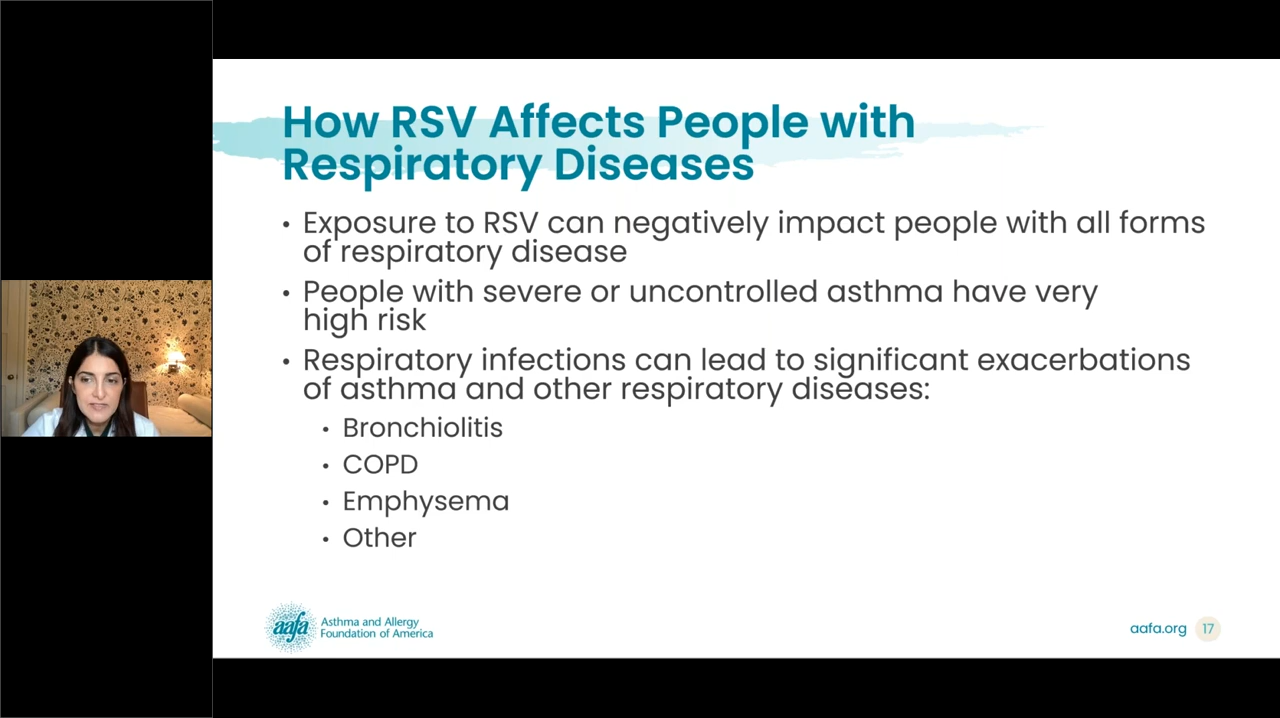 How RSV Affects People with
Respiratory Diseases
• Exposure to RSV can negatively impact people with all forms
of respiratory disease
• People with severe or uncontrolled asthma have very
high risk
• Respiratory infections can lead to significant exacerbations
of asthma and other respiratory diseases:
• Bronchiolitis
• COPD
• Emphysema
• Other
aafa Asthma and Allergy
Foundation of America
aafa.org 17